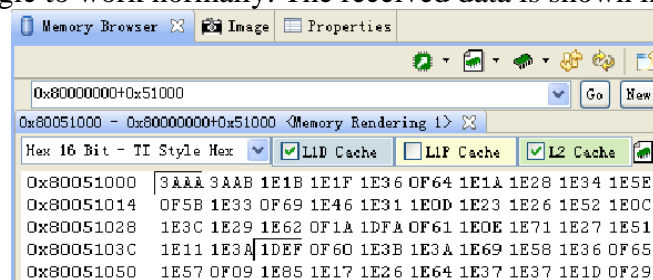 gle to work normally. The received data is shown
Memory Browser Image Properties
0x80000000+0x51000 Go New
0x80051000 - 0x80000000+0x51000 <Memory Rendering 1>
Hex 16 Bit - TI Style Hex L1D Cache L1P Cache L2 Cache
0x80051000 3AAA 3AAB 1E1B 1E1F 1E36 0F64 1E1A 1E28 1E34 1E5E
0x80051014 0F5B 1E33 0F69 1E46 1E31 1E0D 1E23 1E26 1E52 1E0C
0x80051028 1E3C 1E29 1E62 0F1A 1DFA 0F61 1E0E 1E71 1E27 1E51
0x8005103C 1E11 1E3A 1DEF 0F60 1E3B 1E3A 1E69 1E58 1E36 0F65
0x80051050 1E57 0F09 1E85 1E17 1E26 1E64 1E37 1E37 1E1D 0F29